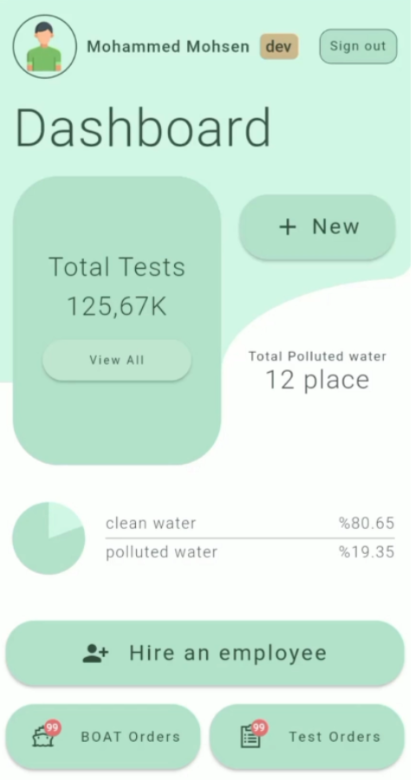 Mohammed Mohsen dev Sign out
Dashboard
+ New
Total Tests
125,67K
View All
Total Polluted water
12 place
clean water %80.65
polluted water %19.35
Hire an employee
99 BOAT Orders
99 Test Orders